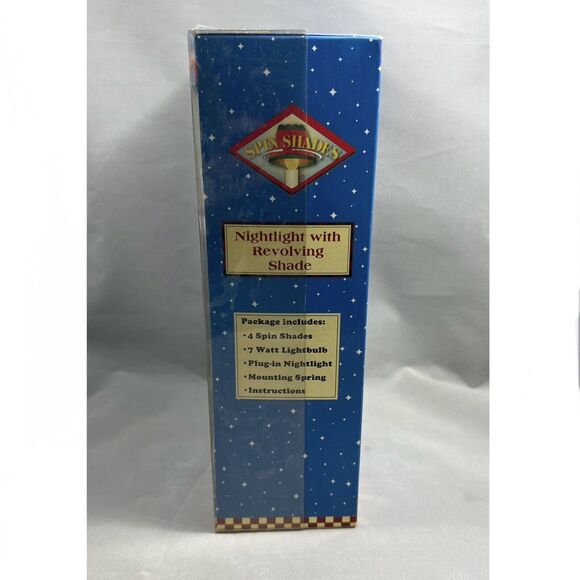 SPIN SHADES
Nightlight with
Revolving
Shade
Package includes:
• 4 Spin Shades
• 7 Watt Lightbulb
• Plug-in Nightlight
• Mounting Spring
• Instructions